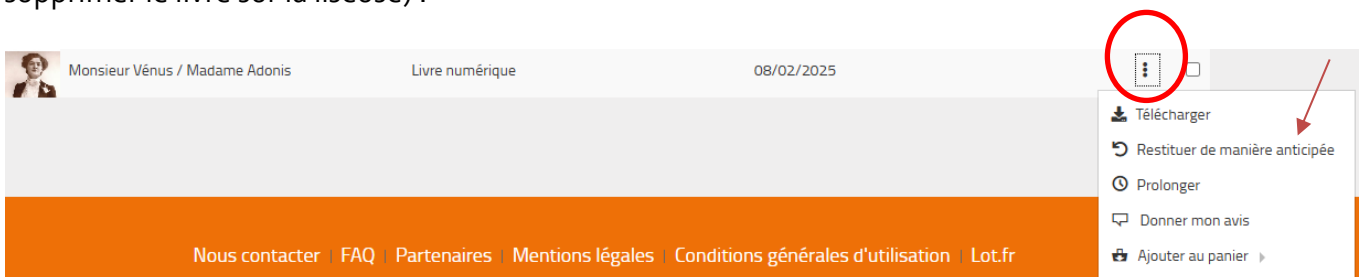 supprimer le livre sur la liseuse) :
Monsieur Vénus / Madame Adonis Livre numérique 08/02/2025
Télécharger
Restituer de manière anticipée
Prolonger
Donner mon avis
Ajouter au panier
Nous contacter | FAQ | Partenaires | Mentions légales | Conditions générales d'utilisation | Lot.fr